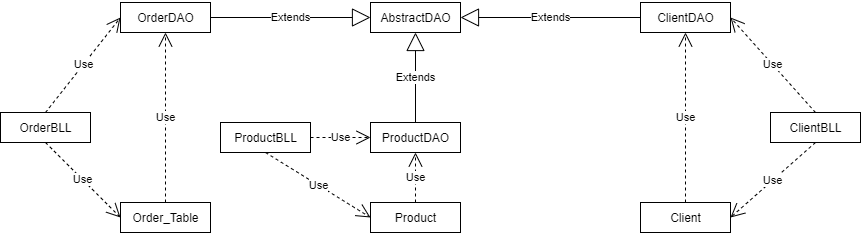 OrderDAO
Extends
AbstractDAO
Extends
ClientDAO
Use
Use
Extends
Use
Use
OrderBLL
ProductBLL
Use
ProductDAO
ClientBLL
Use
Use
Use
Use
Order_Table
Product
Client